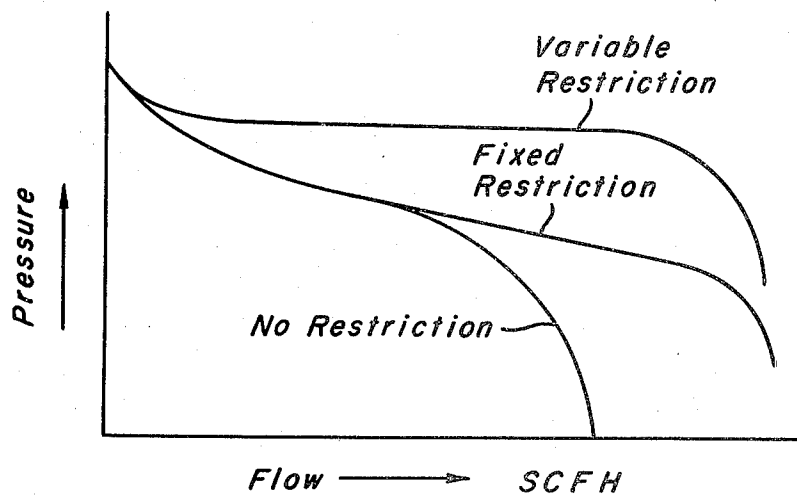 Variable
Restriction
Fixed
Restriction
Pressure
No Restriction
Flow SCFH